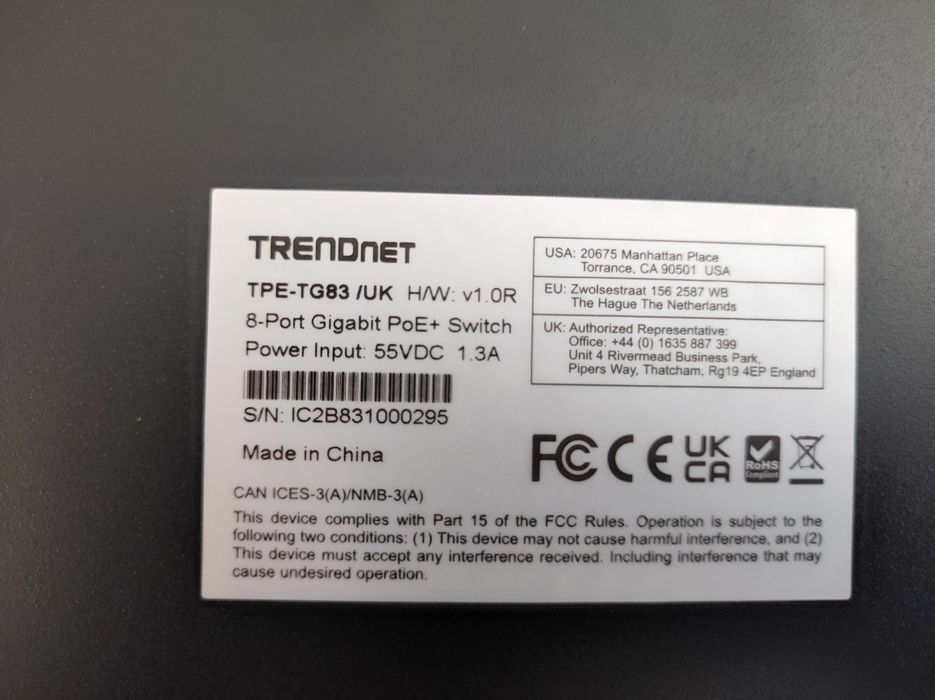 TRENDNET
TPE-TG83 /UK H/W: v1.0R
8-Port Gigabit PoE+ Switch
Power Input: 55VDC 1.3A
S/N: IC2B831000295
Made in China
USA: 20675 Manhattan Place
Torrance, CA 90501 USA
EU: Zwolsestraat 156 2587 WB
The Hague The Netherlands
UK: Authorized Representative:
Office: +44 (0) 1635 887 399
Unit 4 Rivermead Business Park,
Pipers Way, Thatcham, Rg19 4EP England
FC CE UK
CA
RoHS
Compliant
CAN ICES-3(A)/NMB-3(A)
This device complies with Part 15 of the FCC Rules. Operation is subject to the
following two conditions: (1) This device may not cause harmful interference, and (2)
This device must accept any interference received. Including interference that may
cause undesired operation.